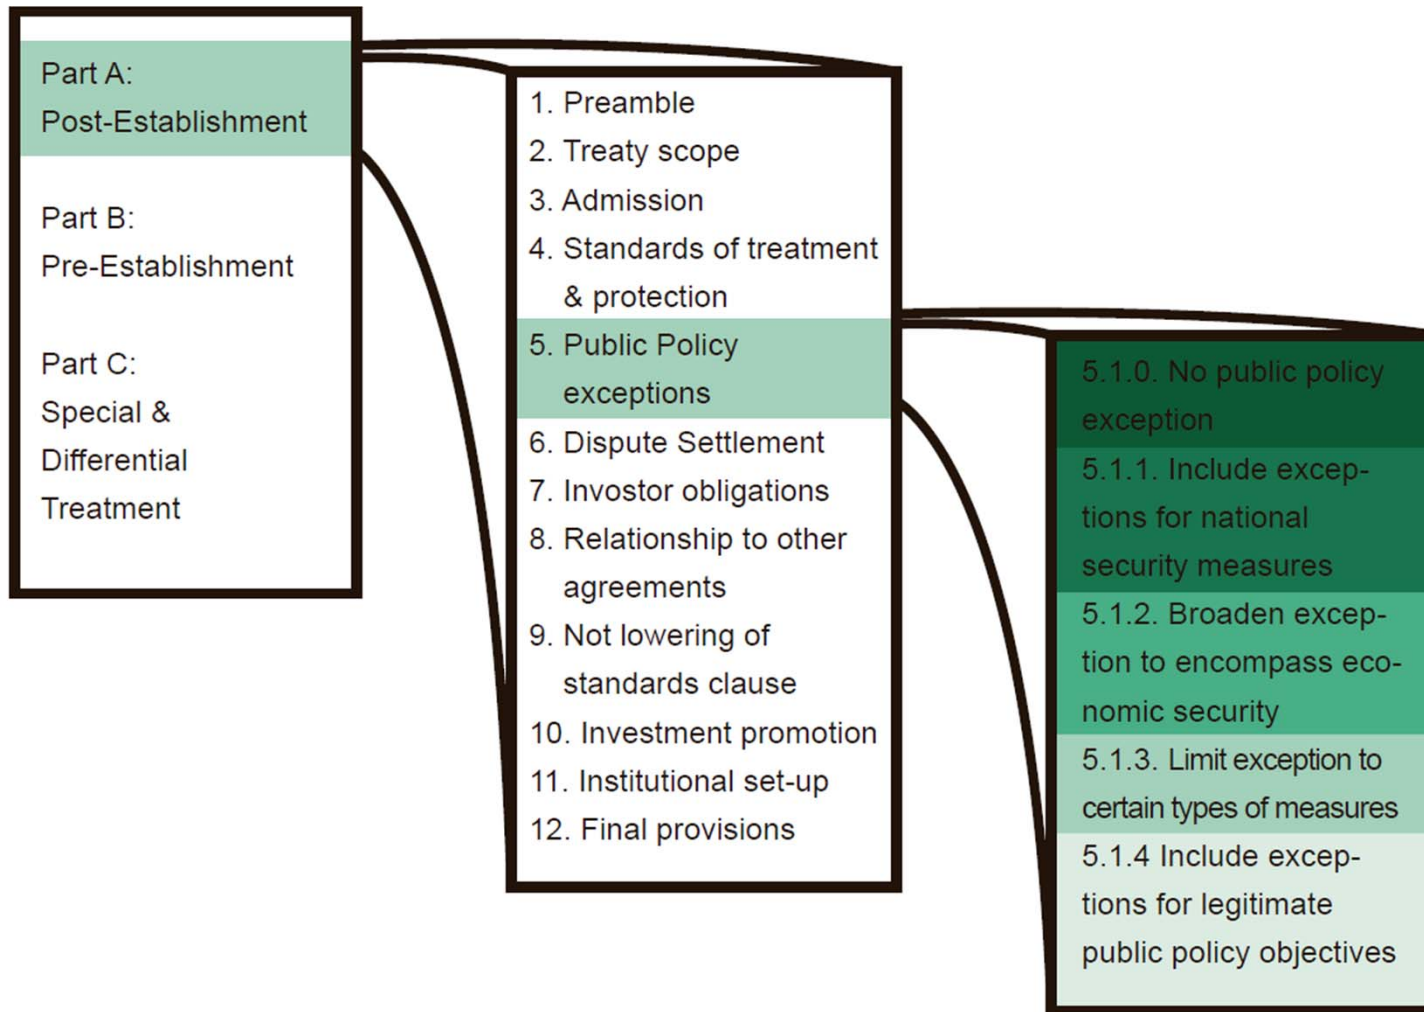 Part A:
Post-Establishment
Part B:
Pre-Establishment
Part C:
Special &
Differential
Treatment
1. Preamble
2. Treaty scope
3. Admission
4. Standards of treatment
& protection
5. Public Policy
exceptions
6. Dispute Settlement
7. Invostor obligations
8. Relationship to other
agreements
9. Not lowering of
standards clause
10. Investment promotion
11. Institutional set-up
12. Final provisions
5.1.0. No public policy
exception
5.1.1. Include excep-
tions for national
security measures
5.1.2. Broaden excep-
tion to encompass eco-
nomic security
5.1.3. Limit exception to
certain types of measures
5.1.4 Include excep-
tions for legitimate
public policy objectives